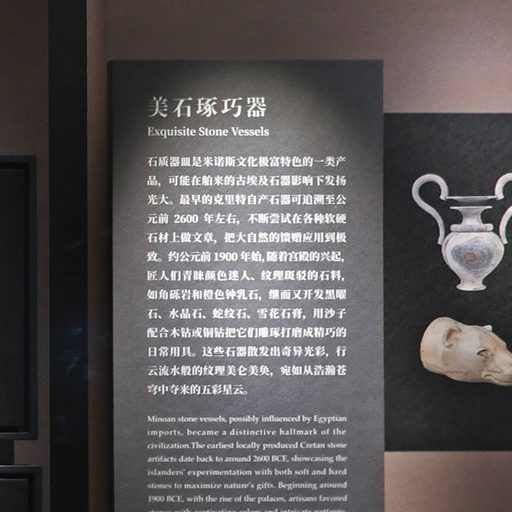 美石琢巧器
Exquisite Stone Vessels
石质器皿是米诺斯文化极富特色的一类产
品，可能在舶来的古埃及石器影响下发扬
光大。最早的克里特自产石器可追溯至公
元前 2600 年左右，不断尝试在各种软硬
石材上做文章，把大自然的馈赠应用到极
致。约公元前 1900 年始，随着宫殿的兴起，
匠人们青睐颜色迷人、纹理斑驳的石料，
如角砾岩和橙色钟乳石，继而又开发黑曜
石、水晶石、蛇纹石、雪花石膏，用沙子
配合木钻或铜钻把它们雕琢打磨成精巧的
日常用具。这些石器散发出奇异光彩，行
云流水般的纹理美仑美奂，宛如从浩瀚苍
穹中夺来的五彩星云。
Minoan stone vessels, possibly influenced by Egyptian
imports, became a distinctive hallmark of the
civilization.The earliest locally produced Cretan stone
artifacts date back to around 2600 BCE, showcasing the
islanders' experimentation with both soft and hard
stones to maximize nature's gifts. Beginning around
1900 BCE, with the rise of the palaces, artisans favored
stones with captivating colors and intricate patterns,